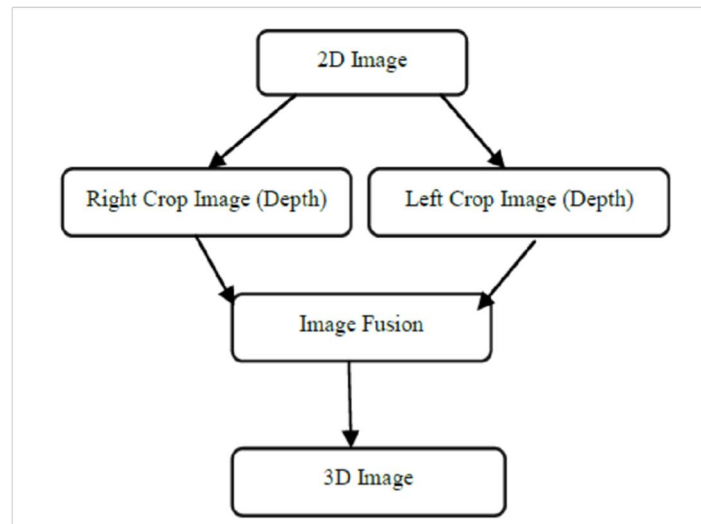 2D Image
Right Crop Image (Depth)
Left Crop Image (Depth)
Image Fusion
3D Image